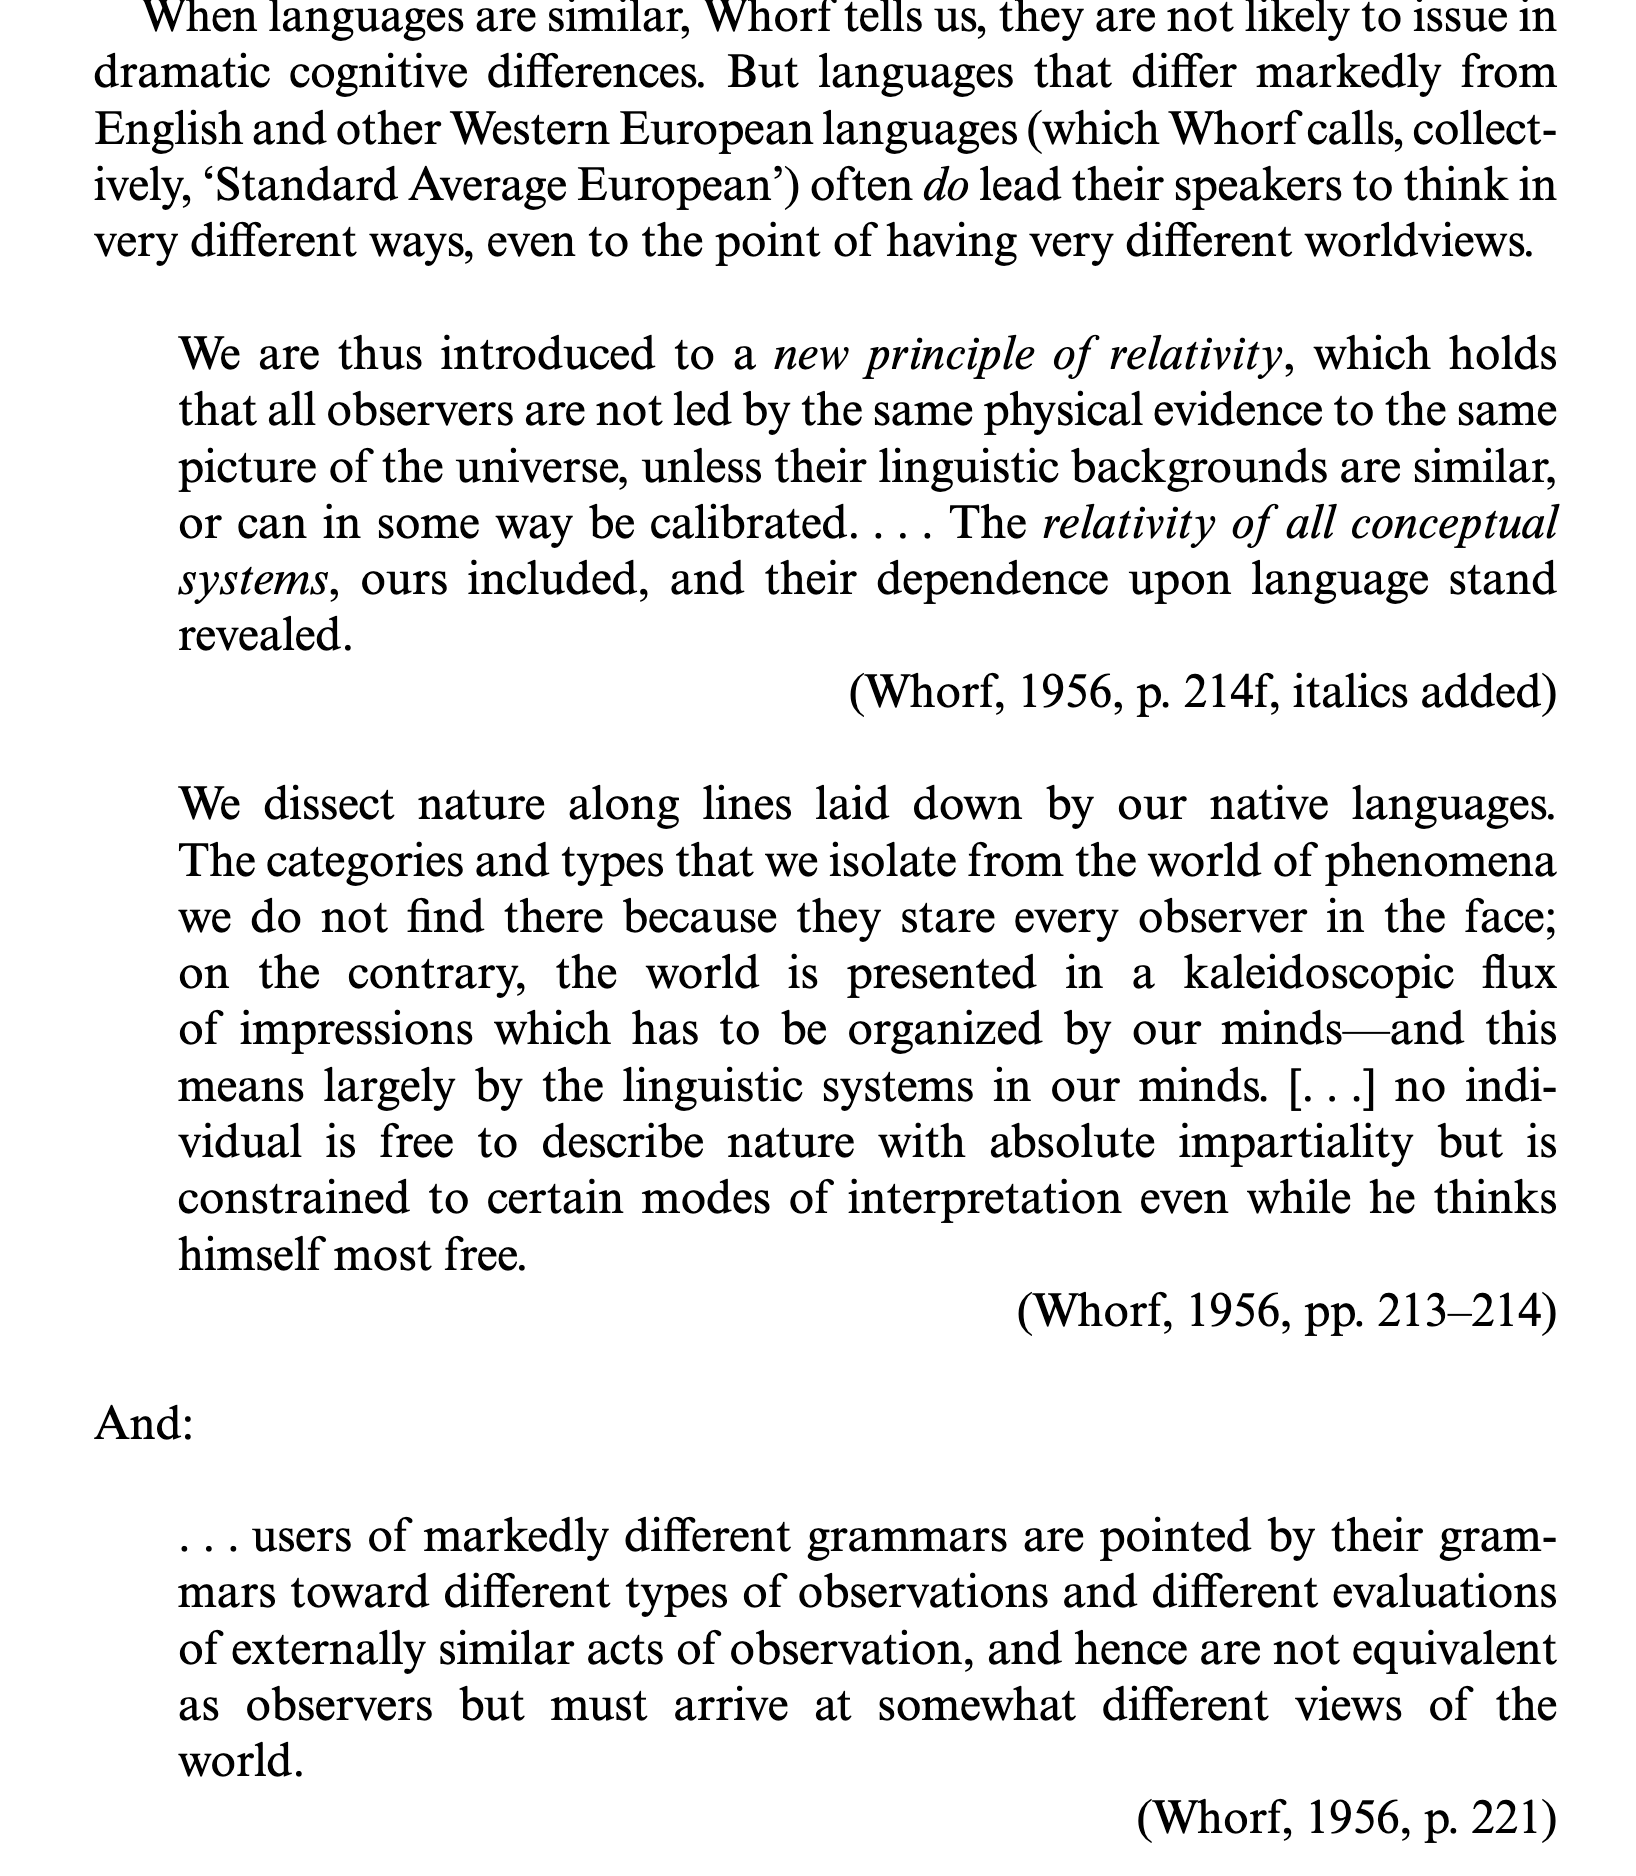 When languages are similar, Whorf tells us, they are not likely to issue in
dramatic cognitive differences. But languages that differ markedly from
English and other Western European languages (which Whorf calls, collect-
ively, ‘Standard Average European’) often do lead their speakers to think in
very different ways, even to the point of having very different worldviews.
We are thus introduced to a new principle of relativity, which holds
that all observers are not led by the same physical evidence to the same
picture of the universe, unless their linguistic backgrounds are similar,
or can in some way be calibrated. . . . The relativity of all conceptual
systems, ours included, and their dependence upon language stand
revealed.
(Whorf, 1956, p. 214f, italics added)
We dissect nature along lines laid down by our native languages.
The categories and types that we isolate from the world of phenomena
we do not find there because they stare every observer in the face;
on the contrary, the world is presented in a kaleidoscopic flux
of impressions which has to be organized by our minds—and this
means largely by the linguistic systems in our minds. [. . .] no indi-
vidual is free to describe nature with absolute impartiality but is
constrained to certain modes of interpretation even while he thinks
himself most free.
(Whorf, 1956, pp. 213–214)
And:
. . . users of markedly different grammars are pointed by their gram-
mars toward different types of observations and different evaluations
of externally similar acts of observation, and hence are not equivalent
as observers but must arrive at somewhat different views of the
world.
(Whorf, 1956, p. 221)